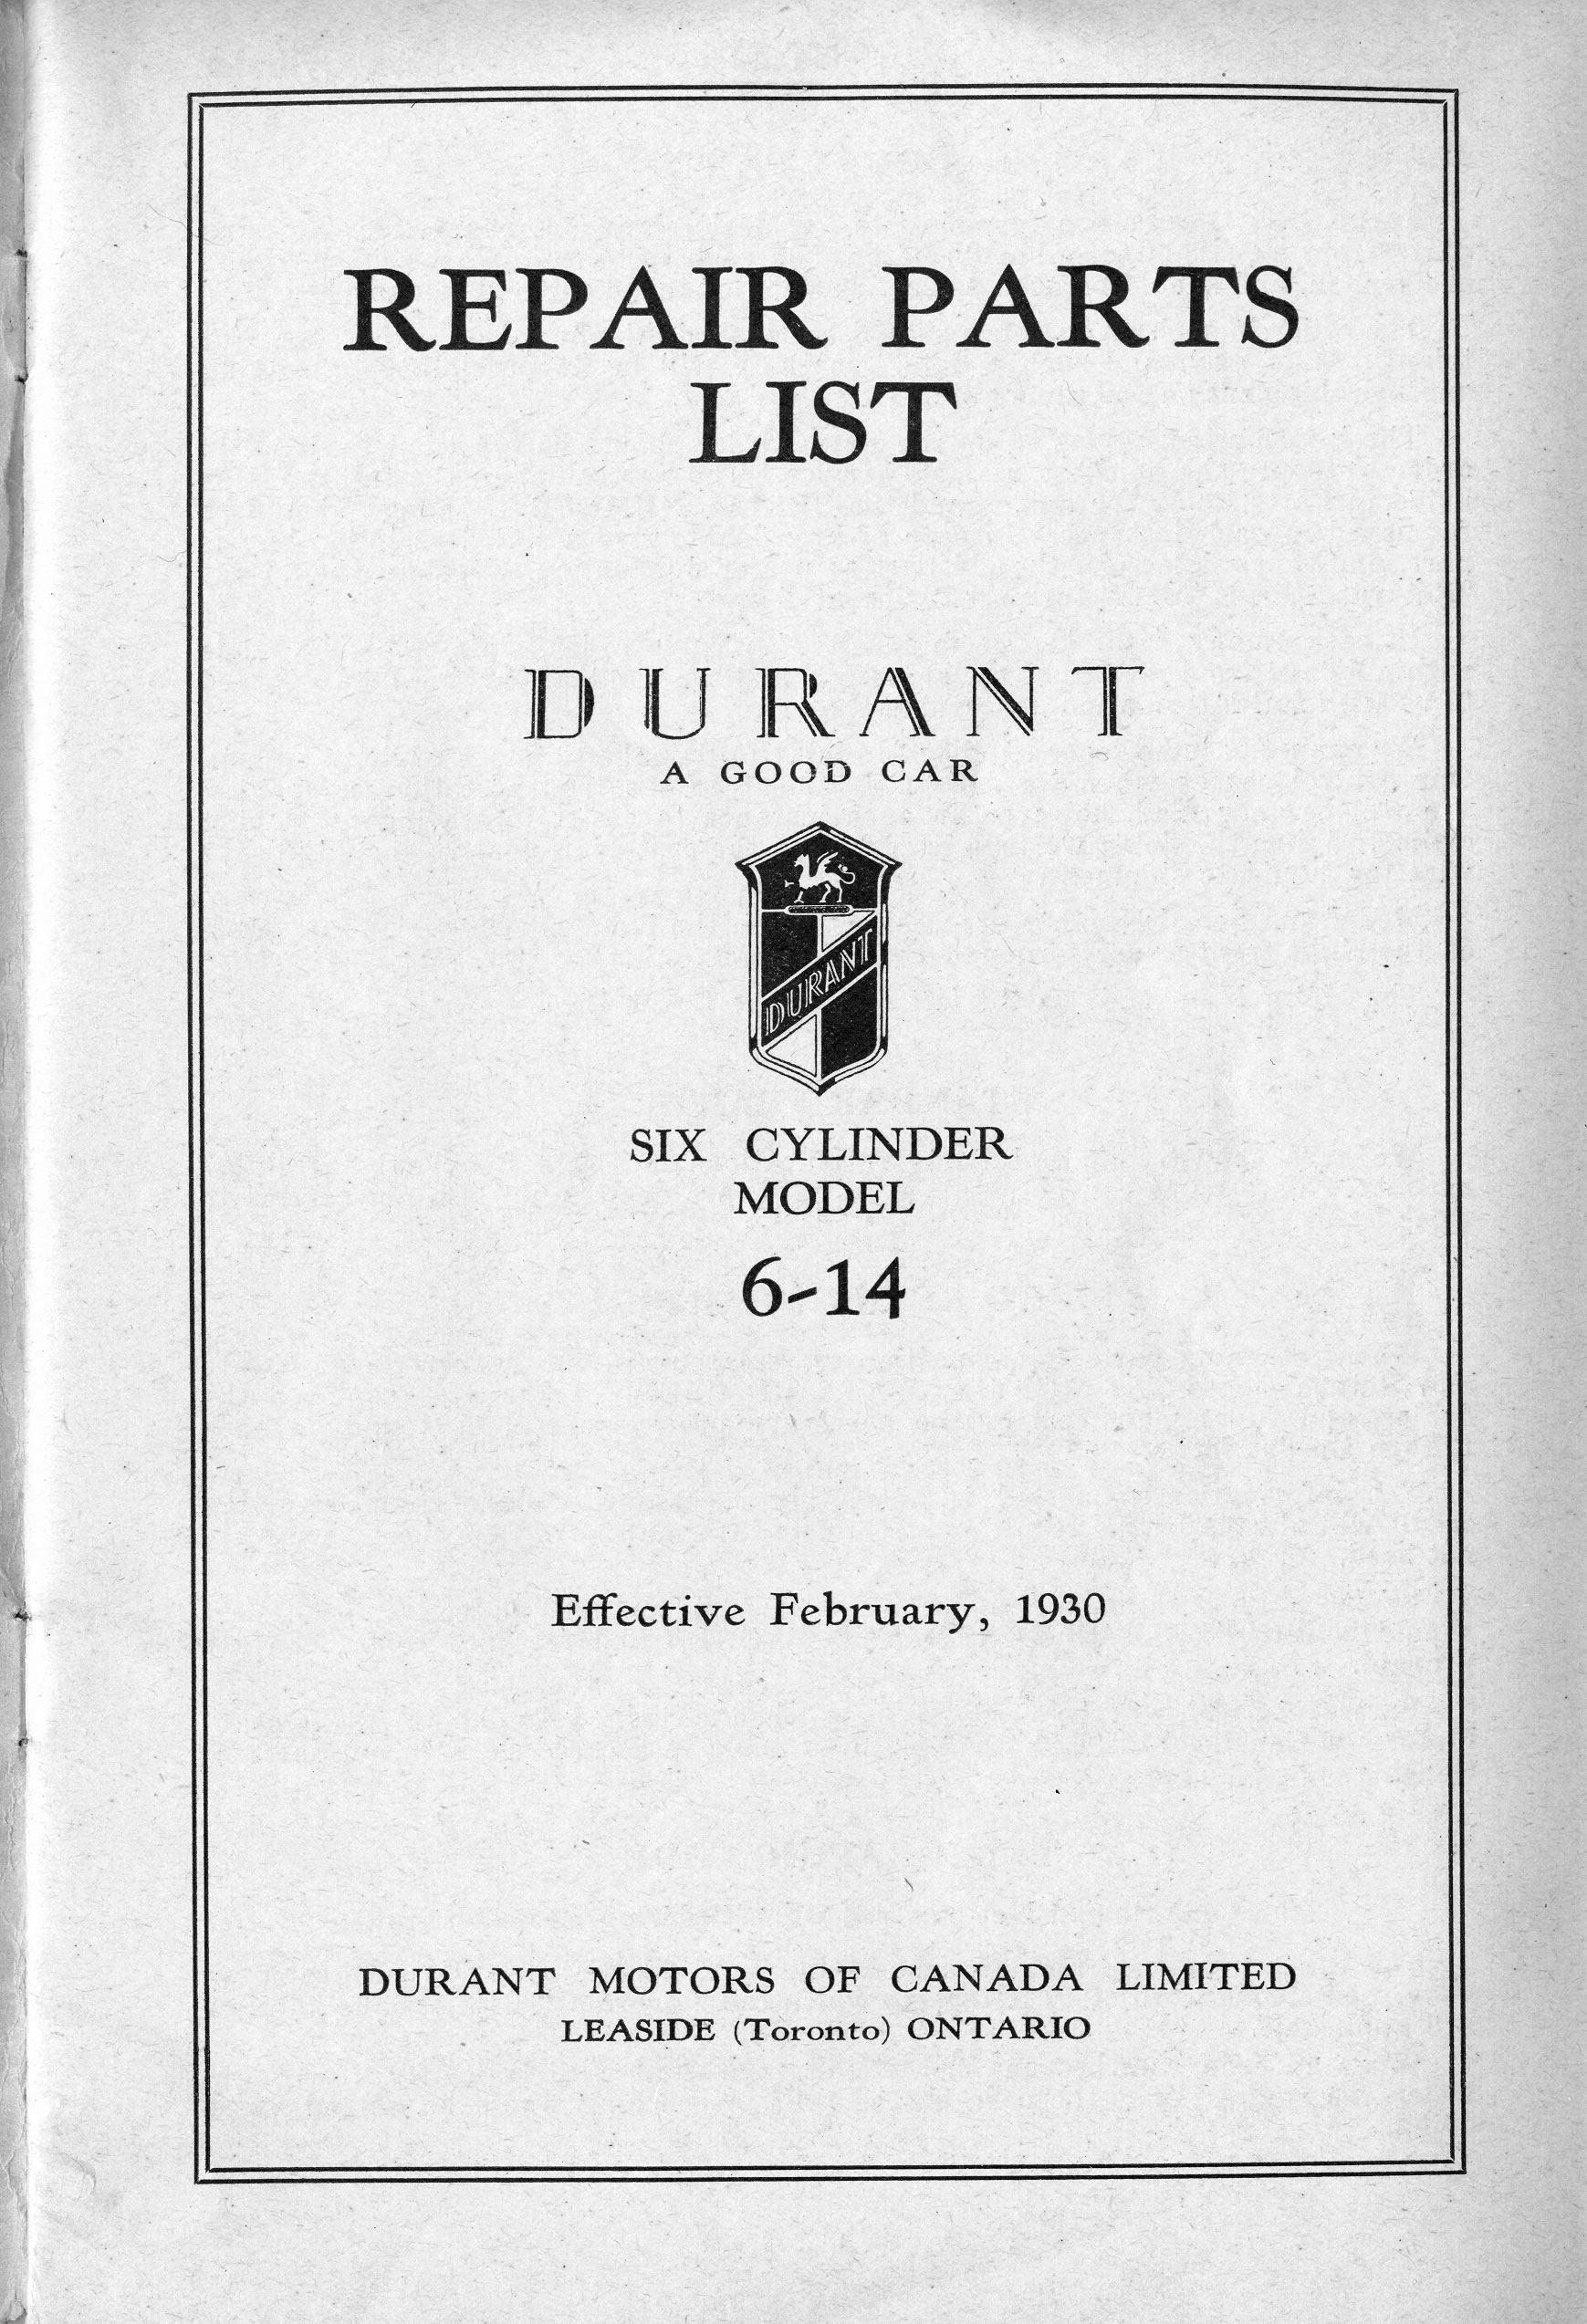 REPAIR PARTS
LIST
DURANT
A GOOD CAR
DURANT
SIX CYLINDER
MODEL
6-14
Effective February, 1930
DURANT MOTORS OF CANADA LIMITED
LEASIDE (Toronto) ONTARIO